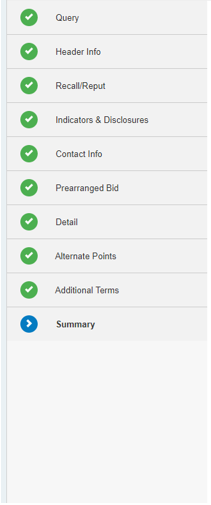 Query
Header Info
Recall/Reput
Indicators & Disclosures
Contact Info
Prearranged Bid
Detail
Alternate Points
Additional Terms
Summary